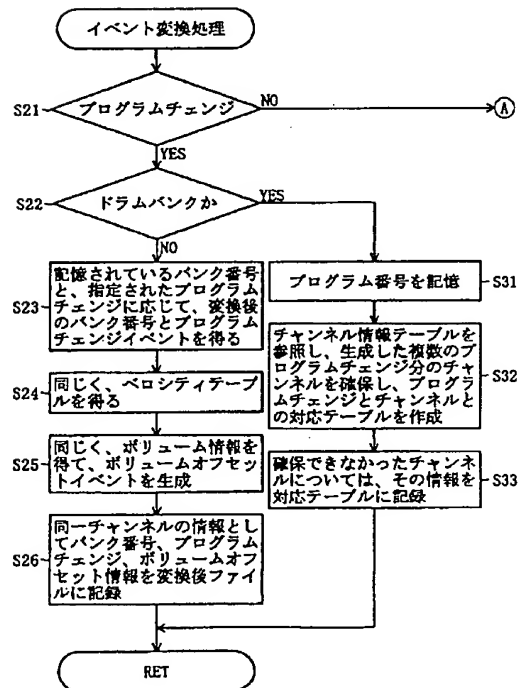 イベント変換処理
S21
プログラムチェンジ
NO
A
YES
S22
ドラムバンクか
YES
NO
S23
記憶されているバンク番号
と、指定されたプログラム
チェンジに応じて、変換後
のバンク番号とプログラム
チェンジイベントを得る
S24
同じく、ベロシティテーブ
ルを得る
S25
同じく、ボリューム情報を
得て、ボリュームオフセッ
トイベントを生成
S26
同一チャンネルの情報とし
てバンク番号、プログラム
チェンジ、ボリュームオフ
セット情報を変換後ファイ
ルに記録
プログラム番号を記憶
S31
チャンネル情報テーブルを
参照し、生成した複数のプ
ログラムチェンジ分のチャ
ンネルを確保し、プログラ
ムチェンジとチャンネルと
の対応テーブルを作成
S32
確保できなかったチャンネ
ルについては、その情報を
対応テーブルに記録
S33
RET